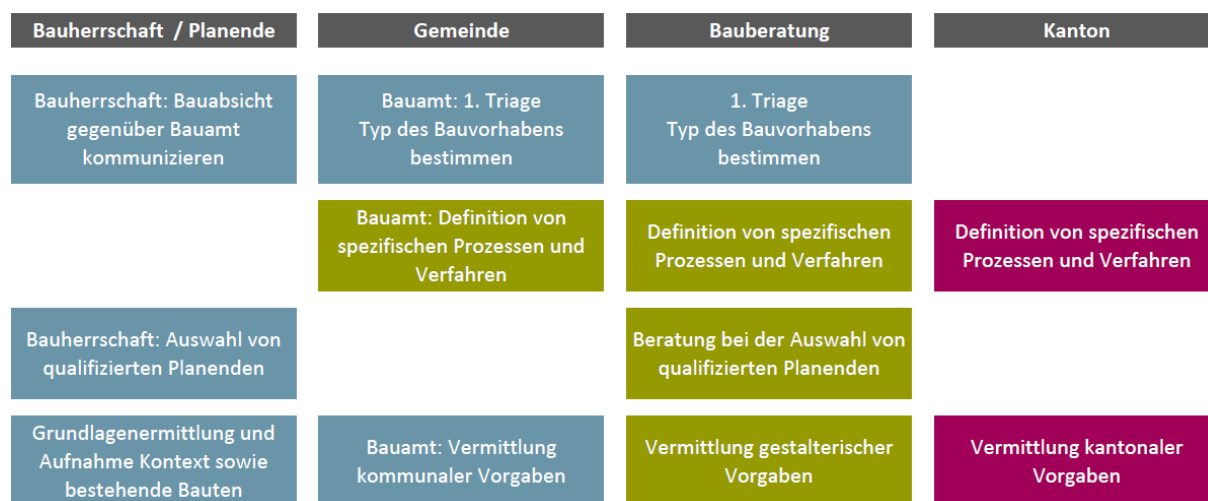 Bauherrschaft / Planende
Gemeinde
Bauberatung
Kanton
Bauherrschaft: Bauabsicht
gegenüber Bauamt
kommunizieren
Bauamt: 1. Triage
Typ des Bauvorhabens
bestimmen
1. Triage
Typ des Bauvorhabens
bestimmen
Bauamt: Definition von
spezifischen Prozessen und
Verfahren
Definition von spezifischen
Prozessen und Verfahren
Definition von spezifischen
Prozessen und Verfahren
Bauherrschaft: Auswahl von
qualifizierten Planenden
Beratung bei der Auswahl von
qualifizierten Planenden
Grundlagenermittlung und
Aufnahme Kontext sowie
bestehende Bauten
Bauamt: Vermittlung
kommunaler Vorgaben
Vermittlung gestalterischer
Vorgaben
Vermittlung kantonaler
Vorgaben